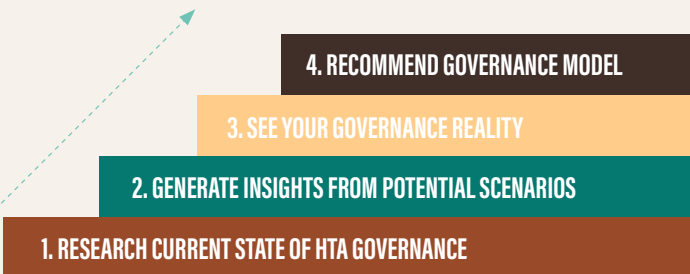 4. RECOMMEND GOVERNANCE MODEL
3. SEE YOUR GOVERNANCE REALITY
2. GENERATE INSIGHTS FROM POTENTIAL SCENARIOS
1. RESEARCH CURRENT STATE OF HTA GOVERNANCE